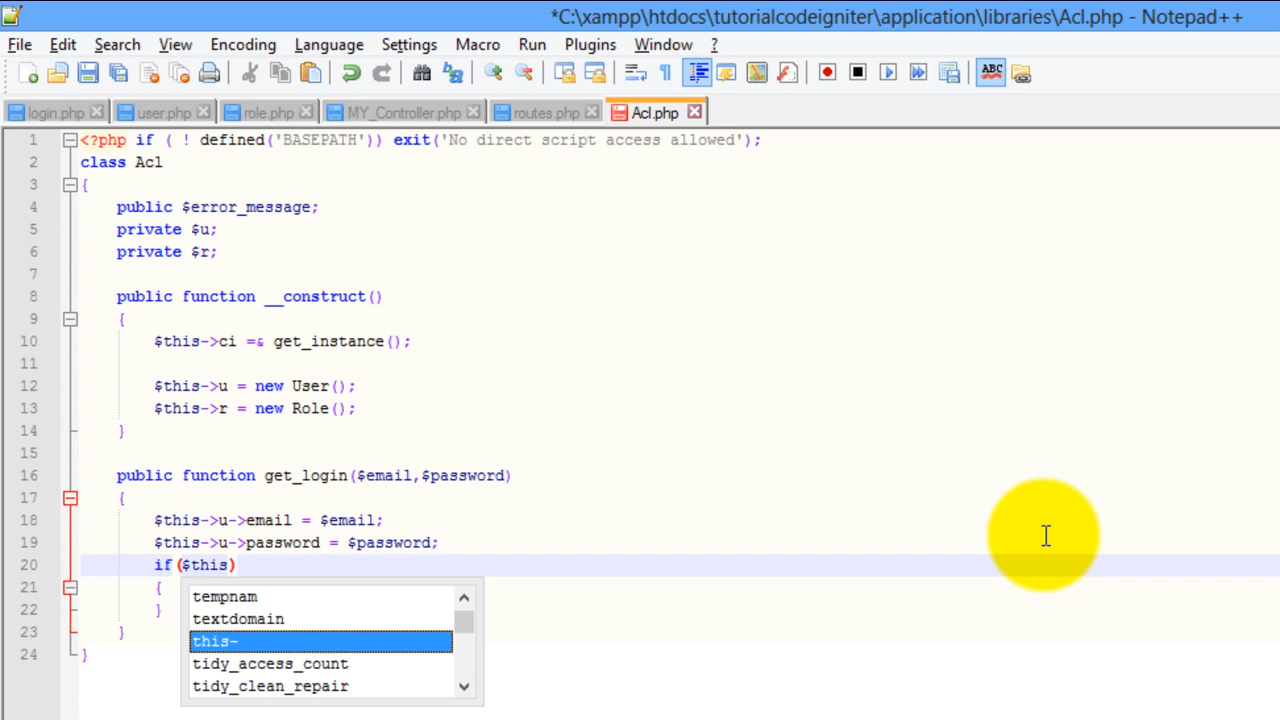 *C:\xampp\htdocs\tutorialcodeigniter\application\libraries\Acl.php - Notepad++
File Edit Search View Encoding Language Settings Macro Run Plugins Window ?
ABC
login.php user.php role.php MY_Controller.php routes.php Acl.php
1 <?php if ( ! defined('BASEPATH')) exit('No direct script access allowed');
2 class Acl
3 {
4 public $error_message;
5 private $u;
6 private $r;
7
8 public function __construct()
9 {
10 $this->ci =& get_instance();
11
12 $this->u = new User();
13 $this->r = new Role();
14 }
15
16 public function get_login($email,$password)
17 {
18 $this->u->email = $email;
19 $this->u->password = $password;
20 if($this)
21 {
22 }
23 }
24 }
tempnam
textdomain
this-
tidy_access_count
tidy_clean_repair